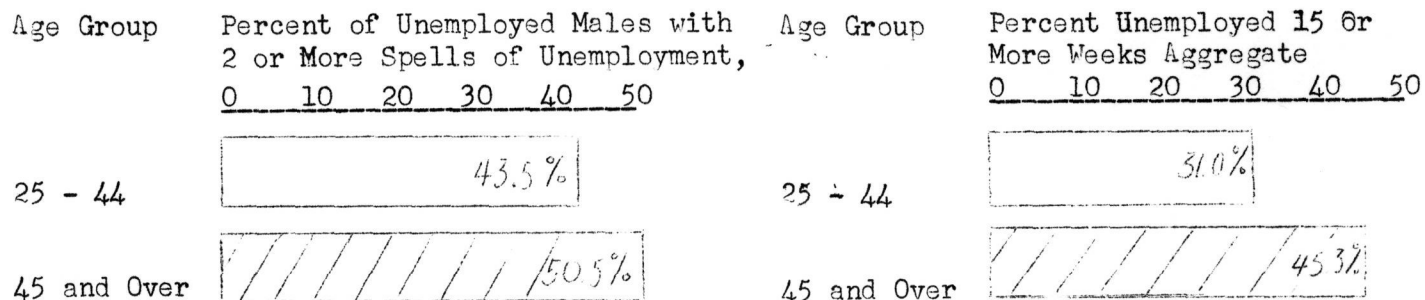 Age Group
Percent of Unemployed Males with
2 or More Spells of Unemployment,
0 10 20 30 40 50
25 - 44
43.5%
45 and Over
50.5%
Age Group
Percent Unemployed 15 0r
More Weeks Aggregate
0 10 20 30 40 50
25 - 44
31.0%
45 and Over
45.3%